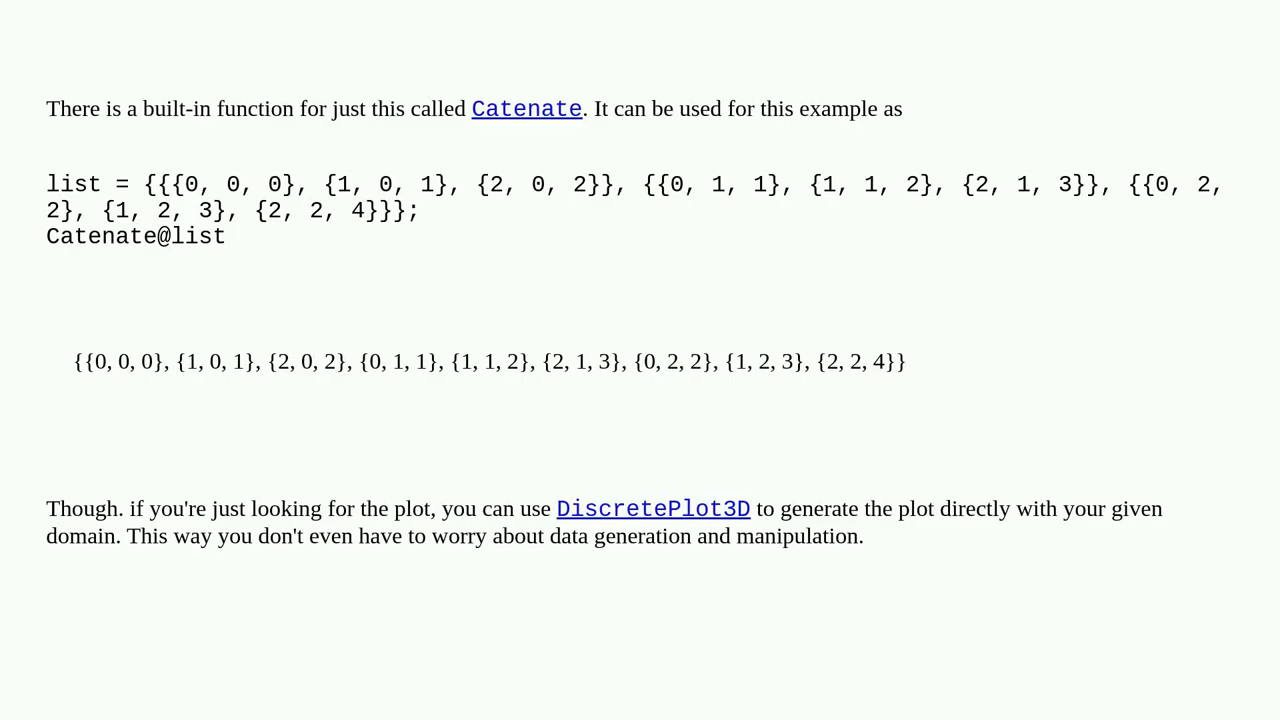 There is a built-in function for just this called Catenate. It can be used for this example as
list = {{{0, 0, 0}, {1, 0, 1}, {2, 0, 2}}, {{0, 1, 1}, {1, 1, 2}, {2, 1, 3}}, {{0, 2,
2}, {1, 2, 3}, {2, 2, 4}}};
Catenate@list
{{0, 0, 0}, {1, 0, 1}, {2, 0, 2}, {0, 1, 1}, {1, 1, 2}, {2, 1, 3}, {0, 2, 2}, {1, 2, 3}, {2, 2, 4}}
Though. if you're just looking for the plot, you can use DiscretePlot3D to generate the plot directly with your given
domain. This way you don't even have to worry about data generation and manipulation.